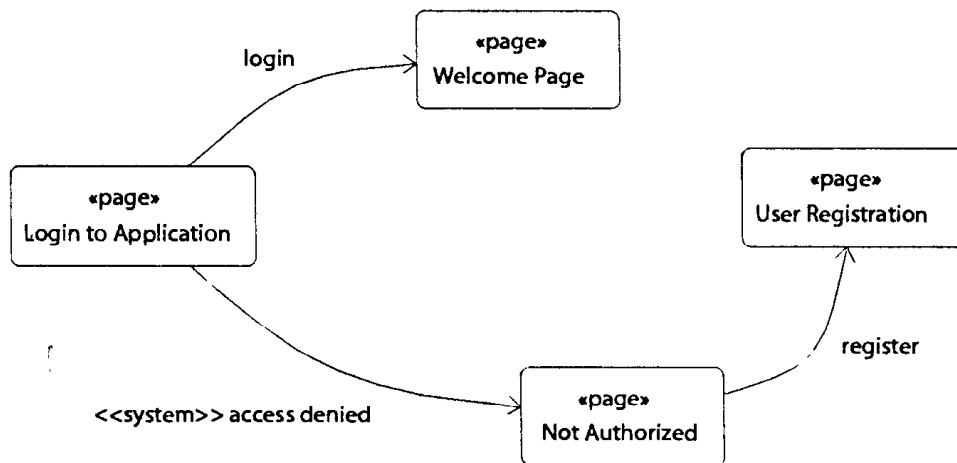 «page»
Welcome Page
login
«page»
Login to Application
«page»
User Registration
register
<<system>> access denied
«page»
Not Authorized